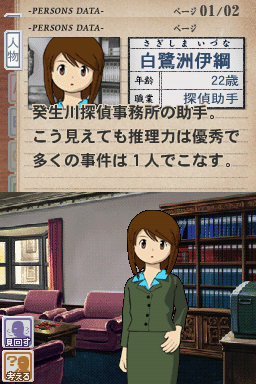 -PERSONS DATA- ページ 01/02
-PERSONS DATA- ページ
人物
さぎしま いづな
白鷺洲伊綱
年齢 22歳
職業 探偵助手
癸生川探偵事務所の助手。
こう見えても推理力は優秀で
多くの事件は1人でこなす。
見回す
考える